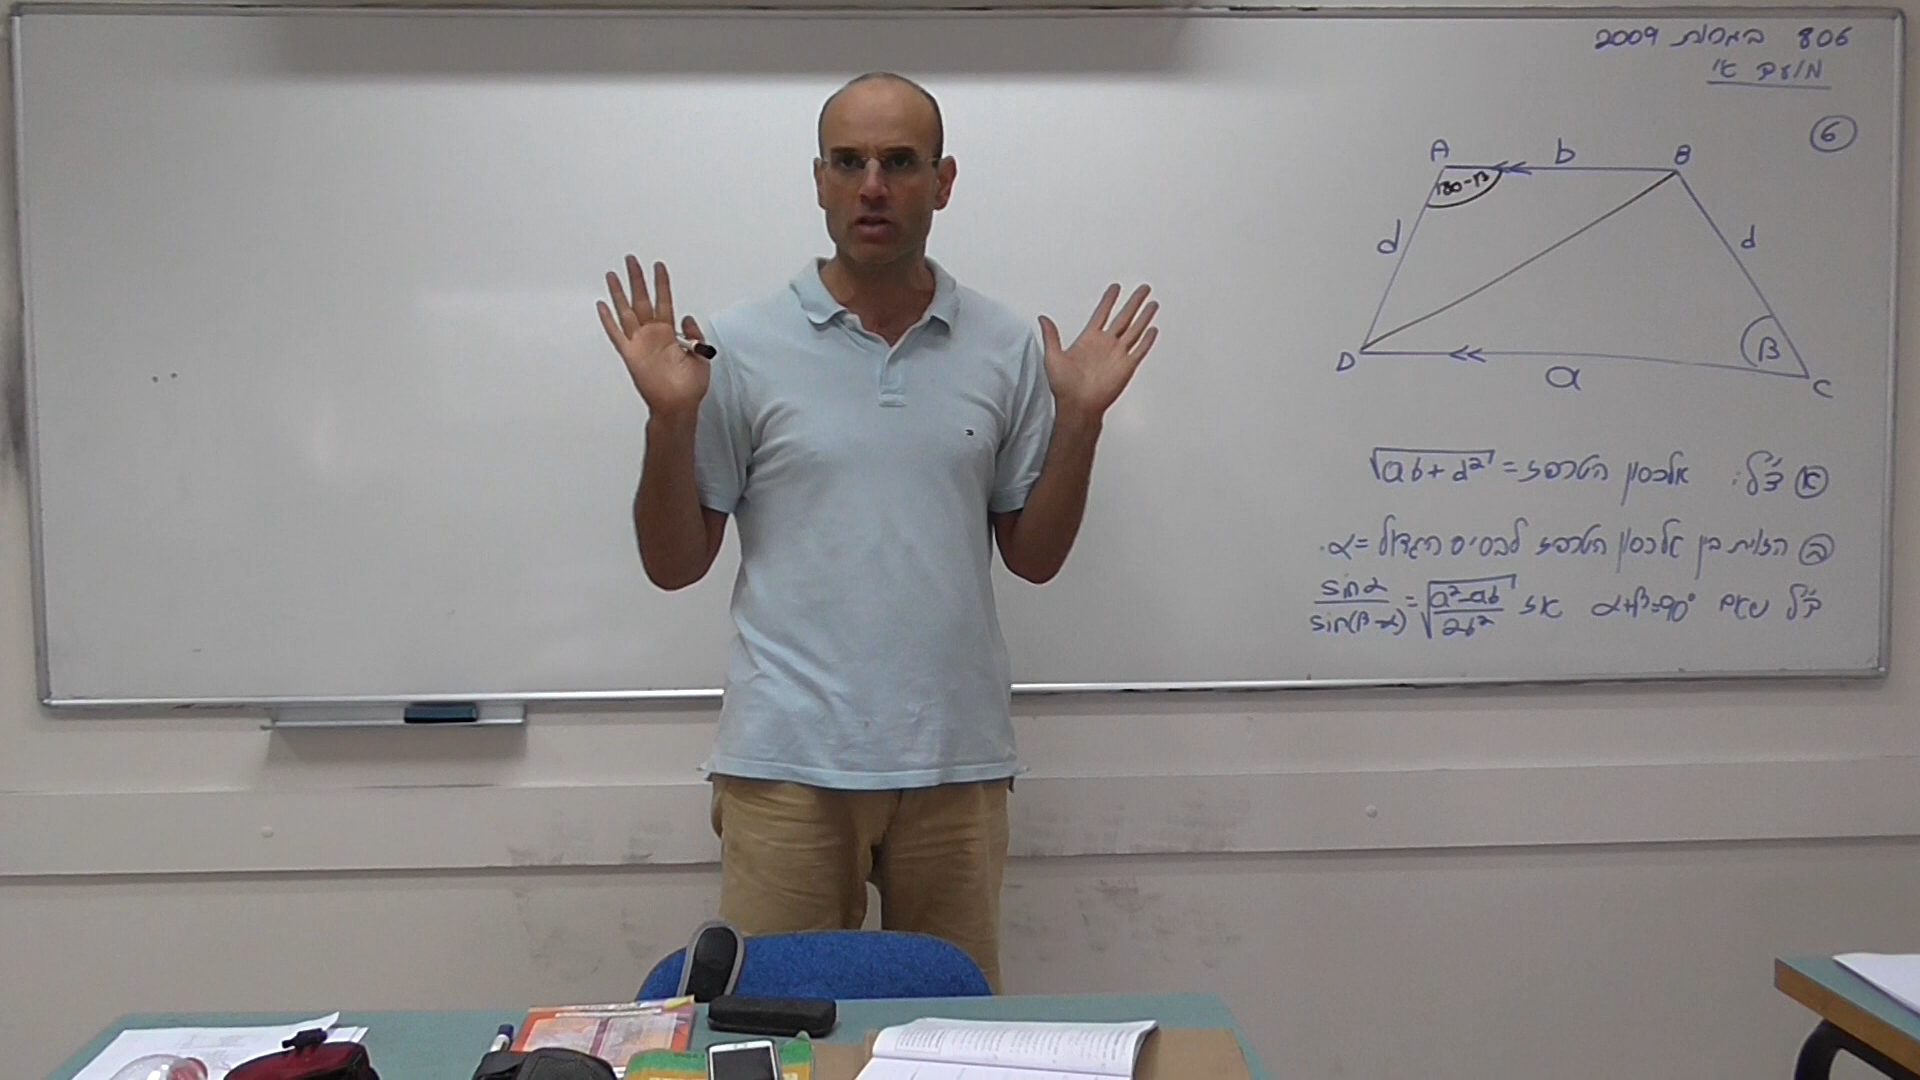 806 בגרות 2009
מועד א'
6
A b B
180-β
d d
β
D a C
א צ"ל: אלכסון הטרפז = √ab+d²
ב הזווית בין אלכסון הטרפז לבסיס הגדול = α.
צ"ל שאם α+β=90° אז sinα/sin(β-α) = √a²-ab/2b²